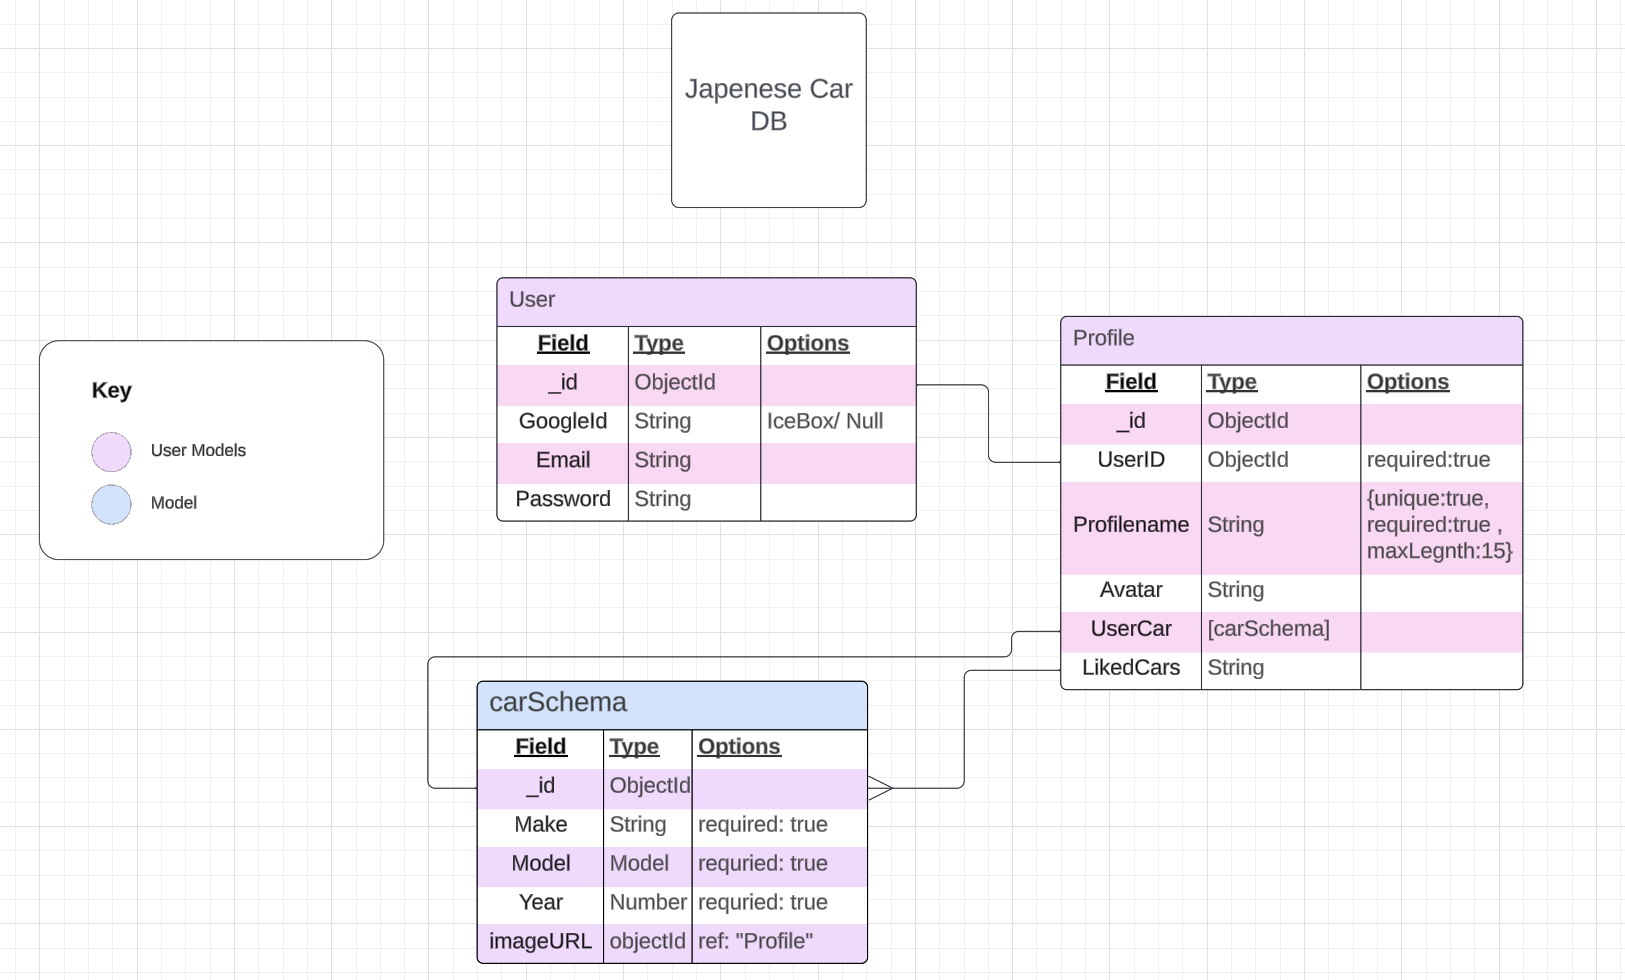 Japenese Car
DB
User
Field Type Options
_id ObjectId
GoogleId String IceBox/ Null
Email String
Password String
Key
User Models
Model
Profile
Field Type Options
_id ObjectId
UserID ObjectId required:true
Profilename String {unique:true,
required:true ,
maxLegnth:15}
Avatar String
UserCar [carSchema]
LikedCars String
carSchema
Field Type Options
_id ObjectId
Make String required: true
Model Model requried: true
Year Number requried: true
imageURL objectId ref: "Profile"